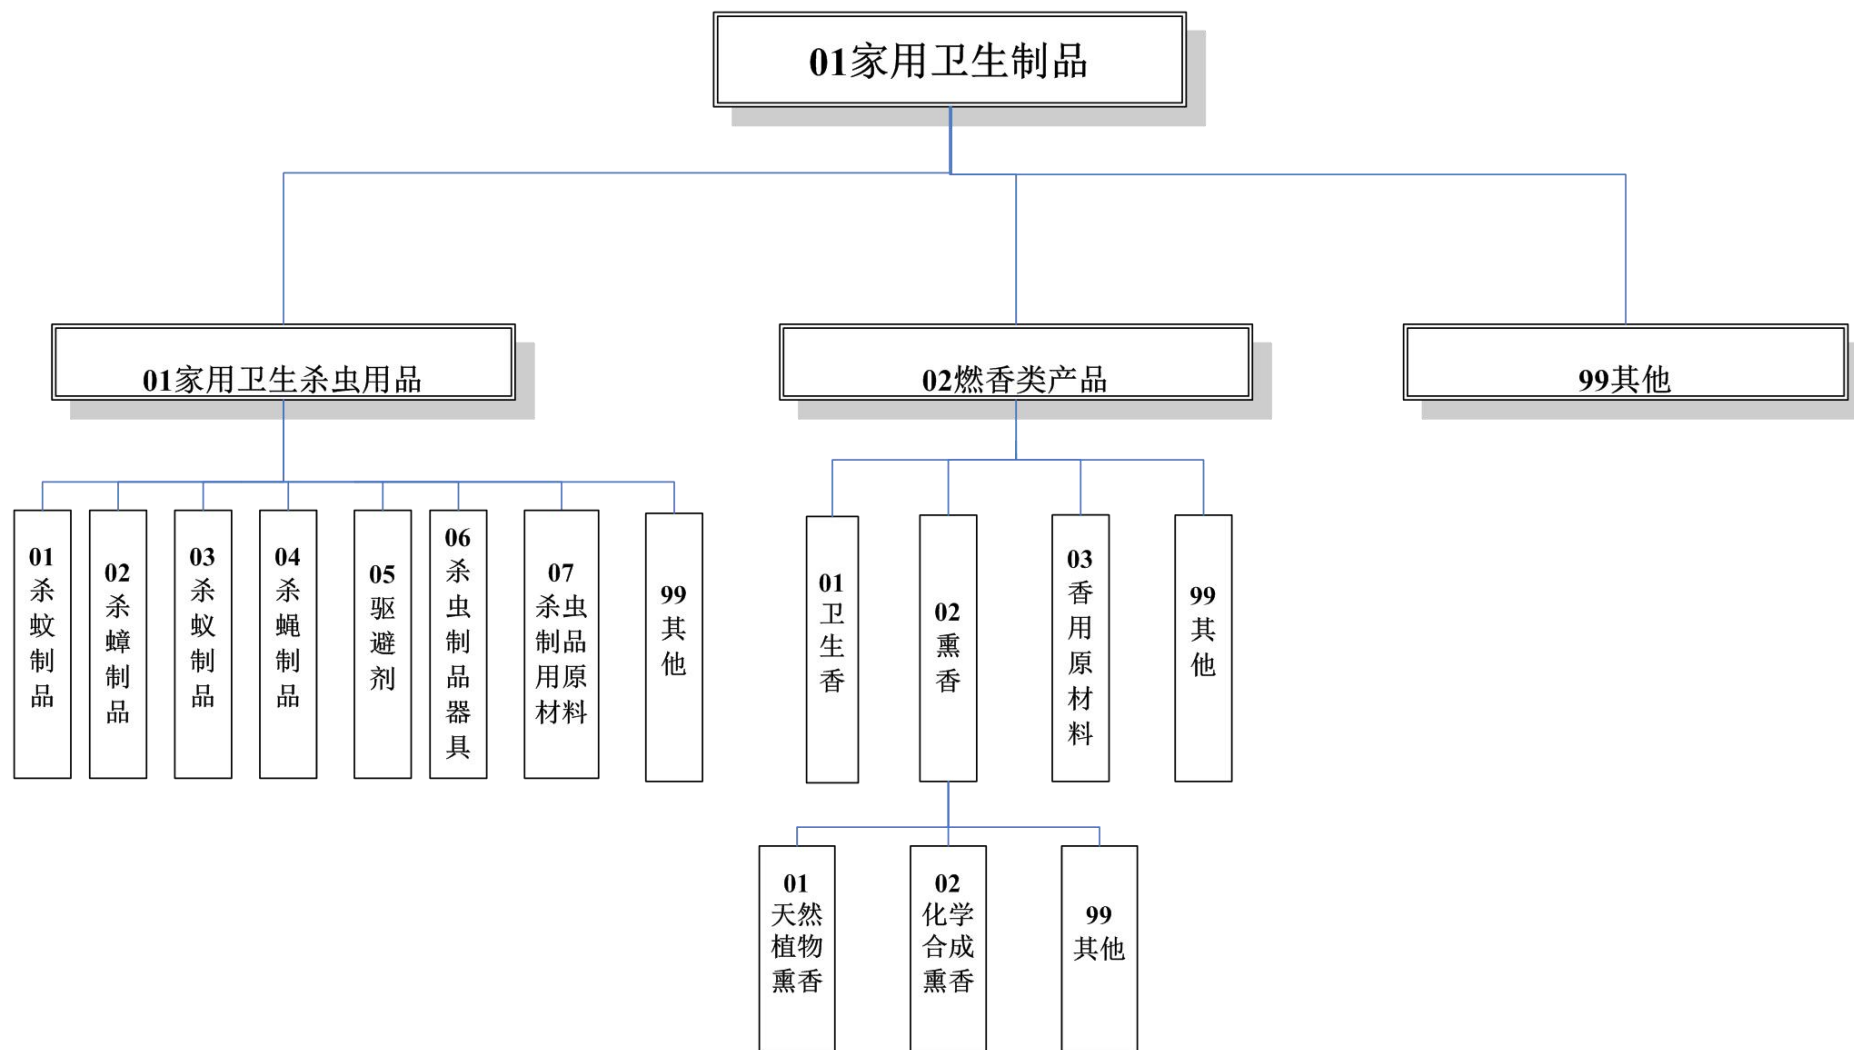 01家用卫生制品
01家用卫生杀虫用品
02燃香类产品
99其他
01
杀
蚊
制
品
02
杀
蟑
制
品
03
杀
蚁
制
品
04
杀
蝇
制
品
05
驱
避
剂
06
杀
虫
制
品
器
具
07
杀虫
制品
用原
材料
99
其
他
01
卫
生
香
02
熏
香
03
香
用
原
材
料
99
其
他
01
天然
植物
熏香
02
化学
合成
熏香
99
其他